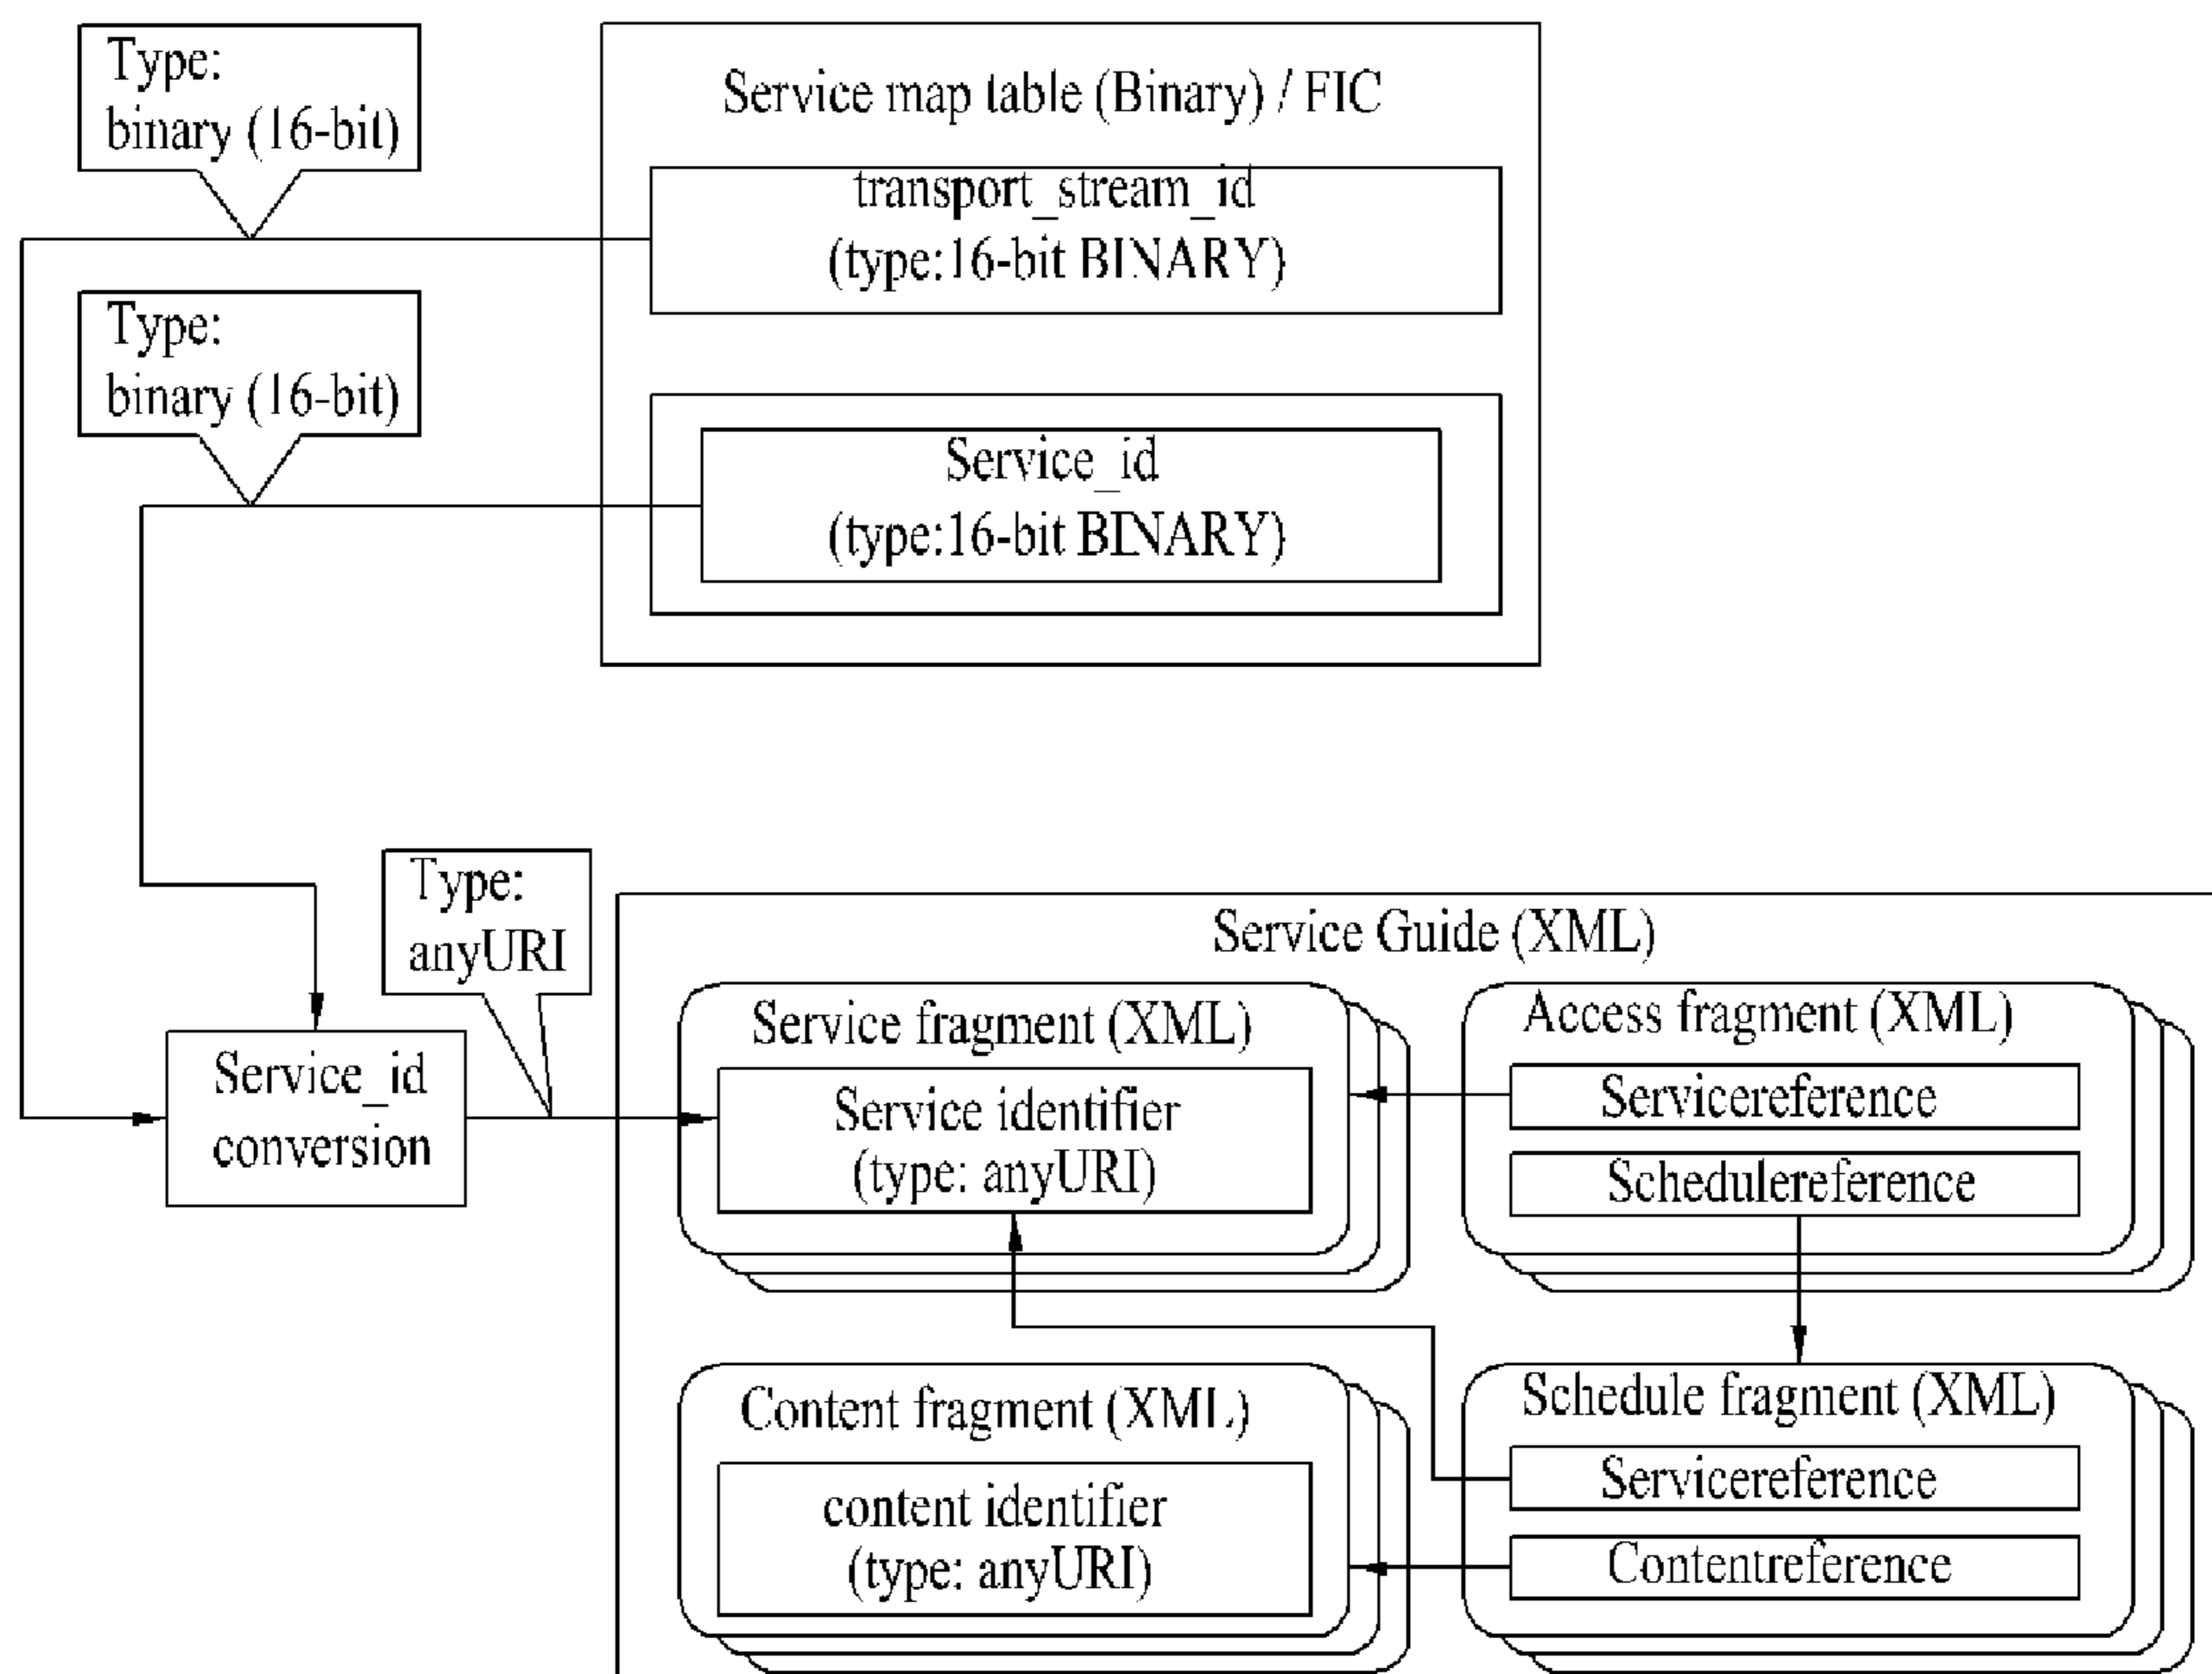 Type:
binary (16-bit)
Service map table (Binary) / FIC
transport_stream_id
(type:16-bit BINARY)
Type:
binary (16-bit)
Service_id
(type:16-bit BINARY)
Type:
anyURI
Service_id
conversion
Service Guide (XML)
Service fragment (XML)
Service identifier
(type: anyURI)
Access fragment (XML)
Servicereference
Schedulereference
Content fragment (XML)
content identifier
(type: anyURI)
Schedule fragment (XML)
Servicereference
Contentreference